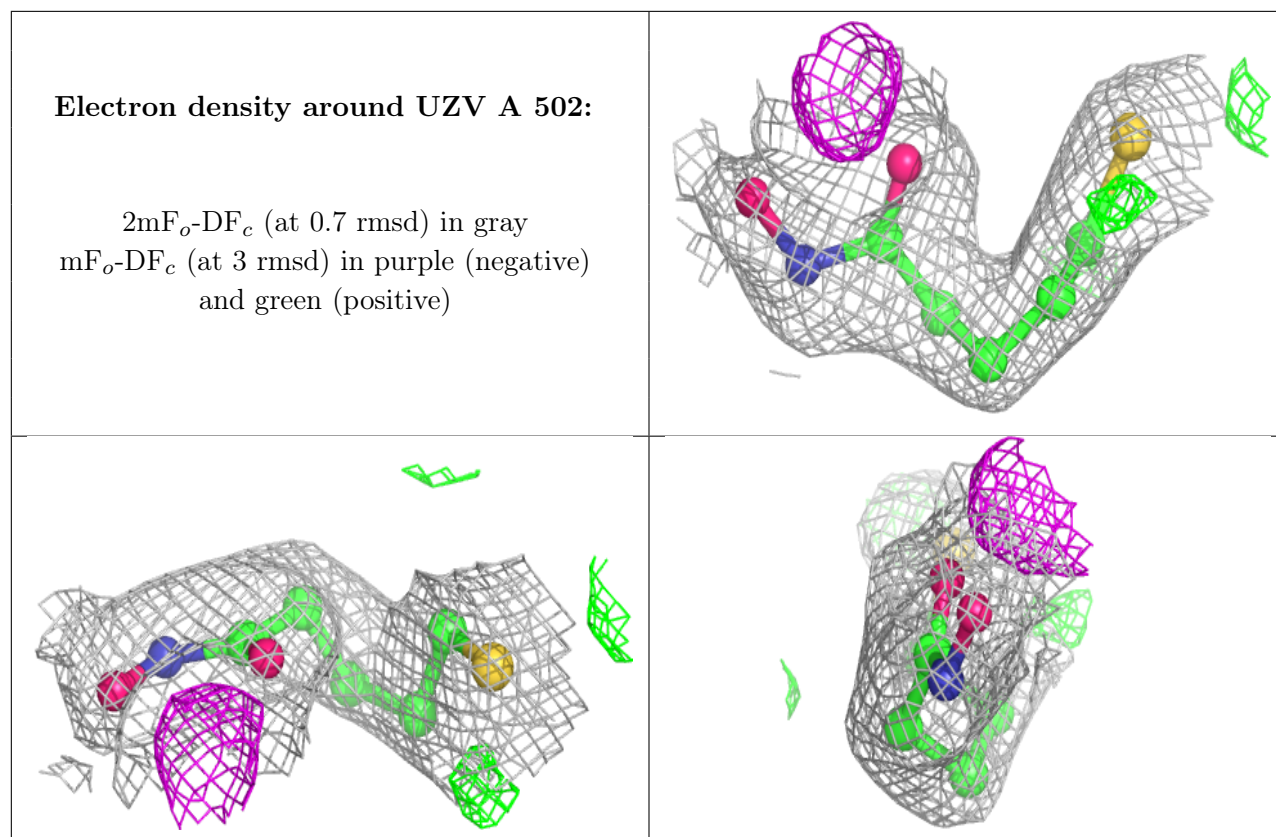 Electron density around UZV A 502:
2mFo-DFc (at 0.7 rmsd) in gray
mFo-DFc (at 3 rmsd) in purple (negative)
and green (positive)